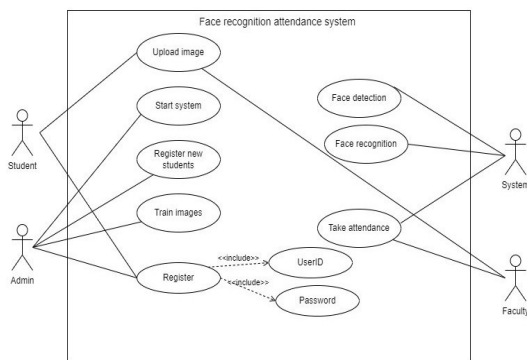 Face recognition attendance system
Upload image
Start system
Face detection
Face recognition
Student
Register new
students
System
Train images
Take attendance
Admin
Register
<<include>>
UserID
<<include>>
Password
Faculty